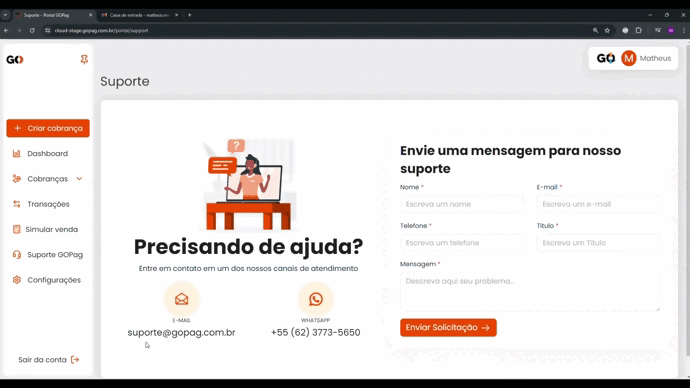 Suporte - Portal GOPag
Caixa de entrada - matheus.m
cloud-stage.gopag.com.br/portal/support
GO
GO
M
Matheus
Suporte
Criar cobrança
Dashboard
Cobranças
Transações
Simular venda
Suporte GOPag
Configurações
Sair da conta
?
Precisando de ajuda?
Entre em contato em um dos nossos canais de atendimento
E-MAIL
suporte@gopag.com.br
WHATSAPP
+55 (62) 3773-5650
Envie uma mensagem para nosso
suporte
Nome *
Escreva um nome
E-mail *
Escreva um e-mail
Telefone *
Escreva um telefone
Título *
Escreva um Título
Mensagem *
Descreva aqui seu problema...
Enviar Solicitação